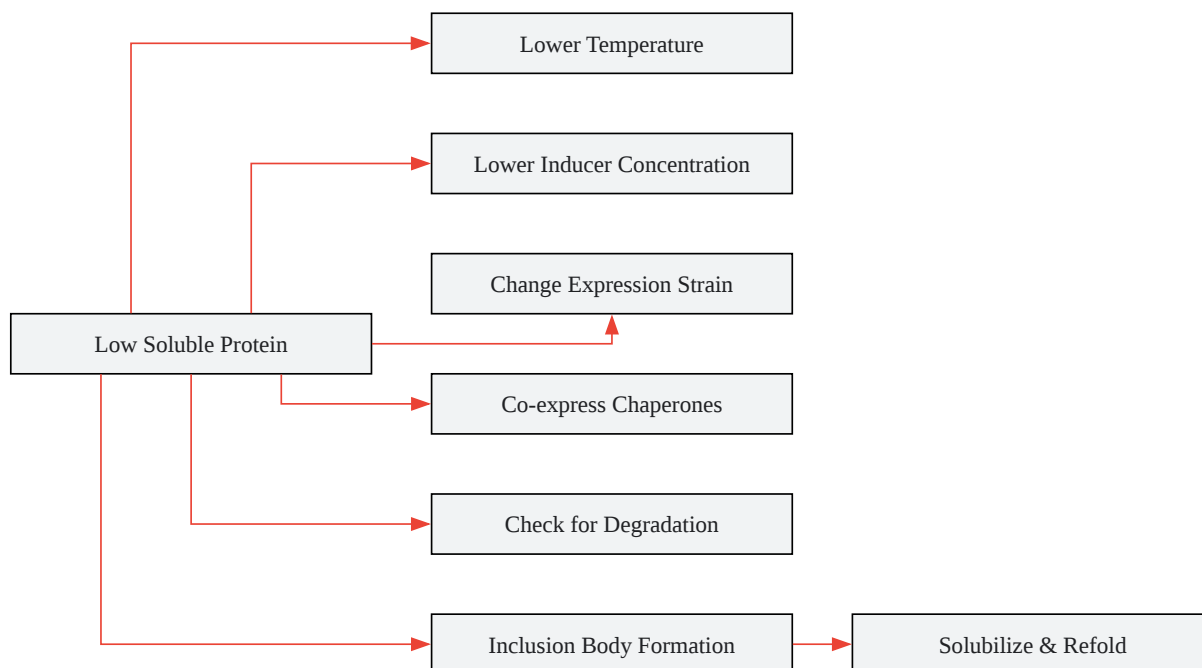 Lower Temperature
Lower Inducer Concentration
Change Expression Strain
Low Soluble Protein
Co-express Chaperones
Check for Degradation
Inclusion Body Formation
Solubilize & Refold